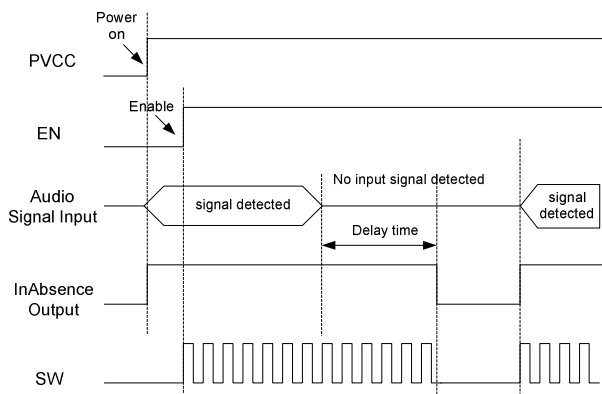 Power
on
PVCC
Enable
EN
No input signal detected
Audio
Signal Input
signal detected
signal
detected
Delay time
InAbsence
Output
SW